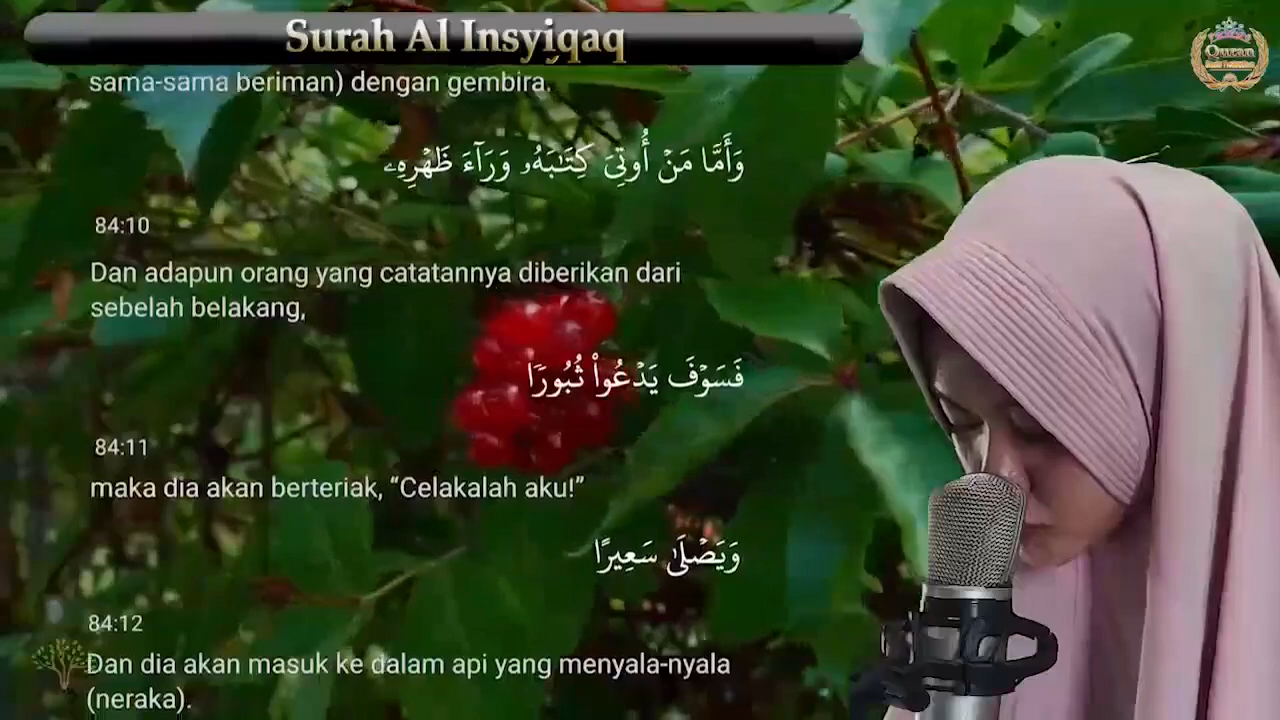 Surah Al Insyiqaq
Quran
sama-sama beriman) dengan gembira.
وَأَمَّا مَنْ أُوتِىَ كِتَٰبَهُۥ وَرَآءَ ظَهْرِهِۦ
84:10
Dan adapun orang yang catatannya diberikan dari
sebelah belakang,
فَسَوْفَ يَدْعُوا۟ ثُبُورًا
84:11
maka dia akan berteriak, “Celakalah aku!”
وَيَصْلَىٰ سَعِيرًا
84:12
Dan dia akan masuk ke dalam api yang menyala-nyala
(neraka).